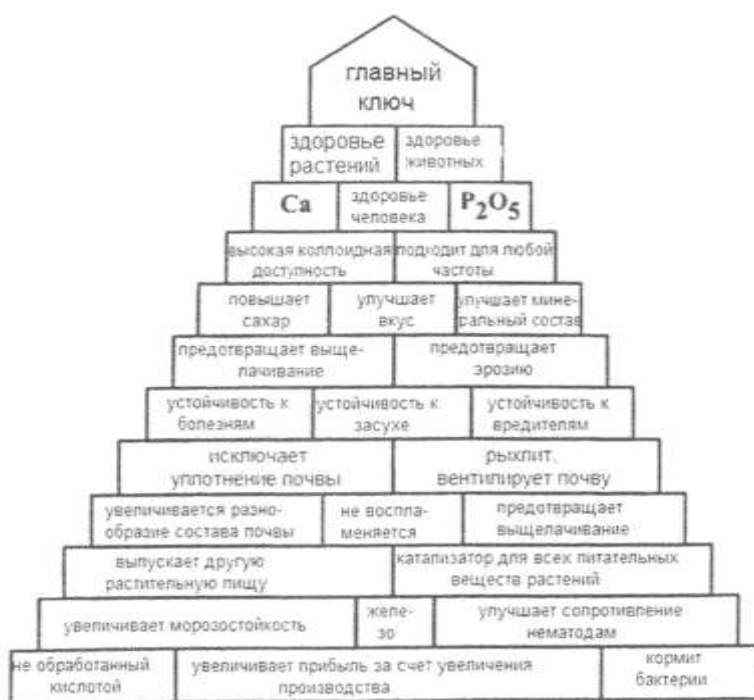 главный
ключ
здоровье
растений
здоровье
животных
Ca
здоровье
человека
P₂O₅
высокая коллоидная
доступность
подходит для любой
частоты
повышает
сахар
улучшает
вкус
улучшает мине-
ральный состав
предотвращает выще-
лачивание
предотвращает
эрозию
устойчивость к
болезням
устойчивость к
засухе
устойчивость к
вредителям
исключает
уплотнение почвы
рыхлит,
вентилирует почву
увеличивается разно-
образие состава почвы
не воспла-
меняется
предотвращает
выщелачивание
выпускает другую
растительную пищу
катализатор для всех питательных
веществ растений
увеличивает морозостойкость
желе-
зо
улучшает сопротивление
нематодам
не обработанный
кислотой
увеличивает прибыль за счет увеличения
производства
кормит
бактерии